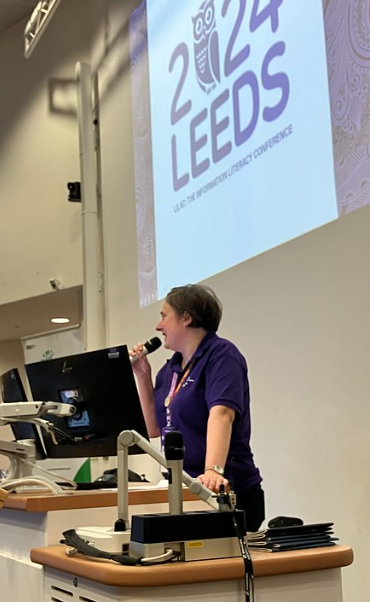 2024
LEEDS
LILAC: THE INFORMATION LITERACY CONFERENCE